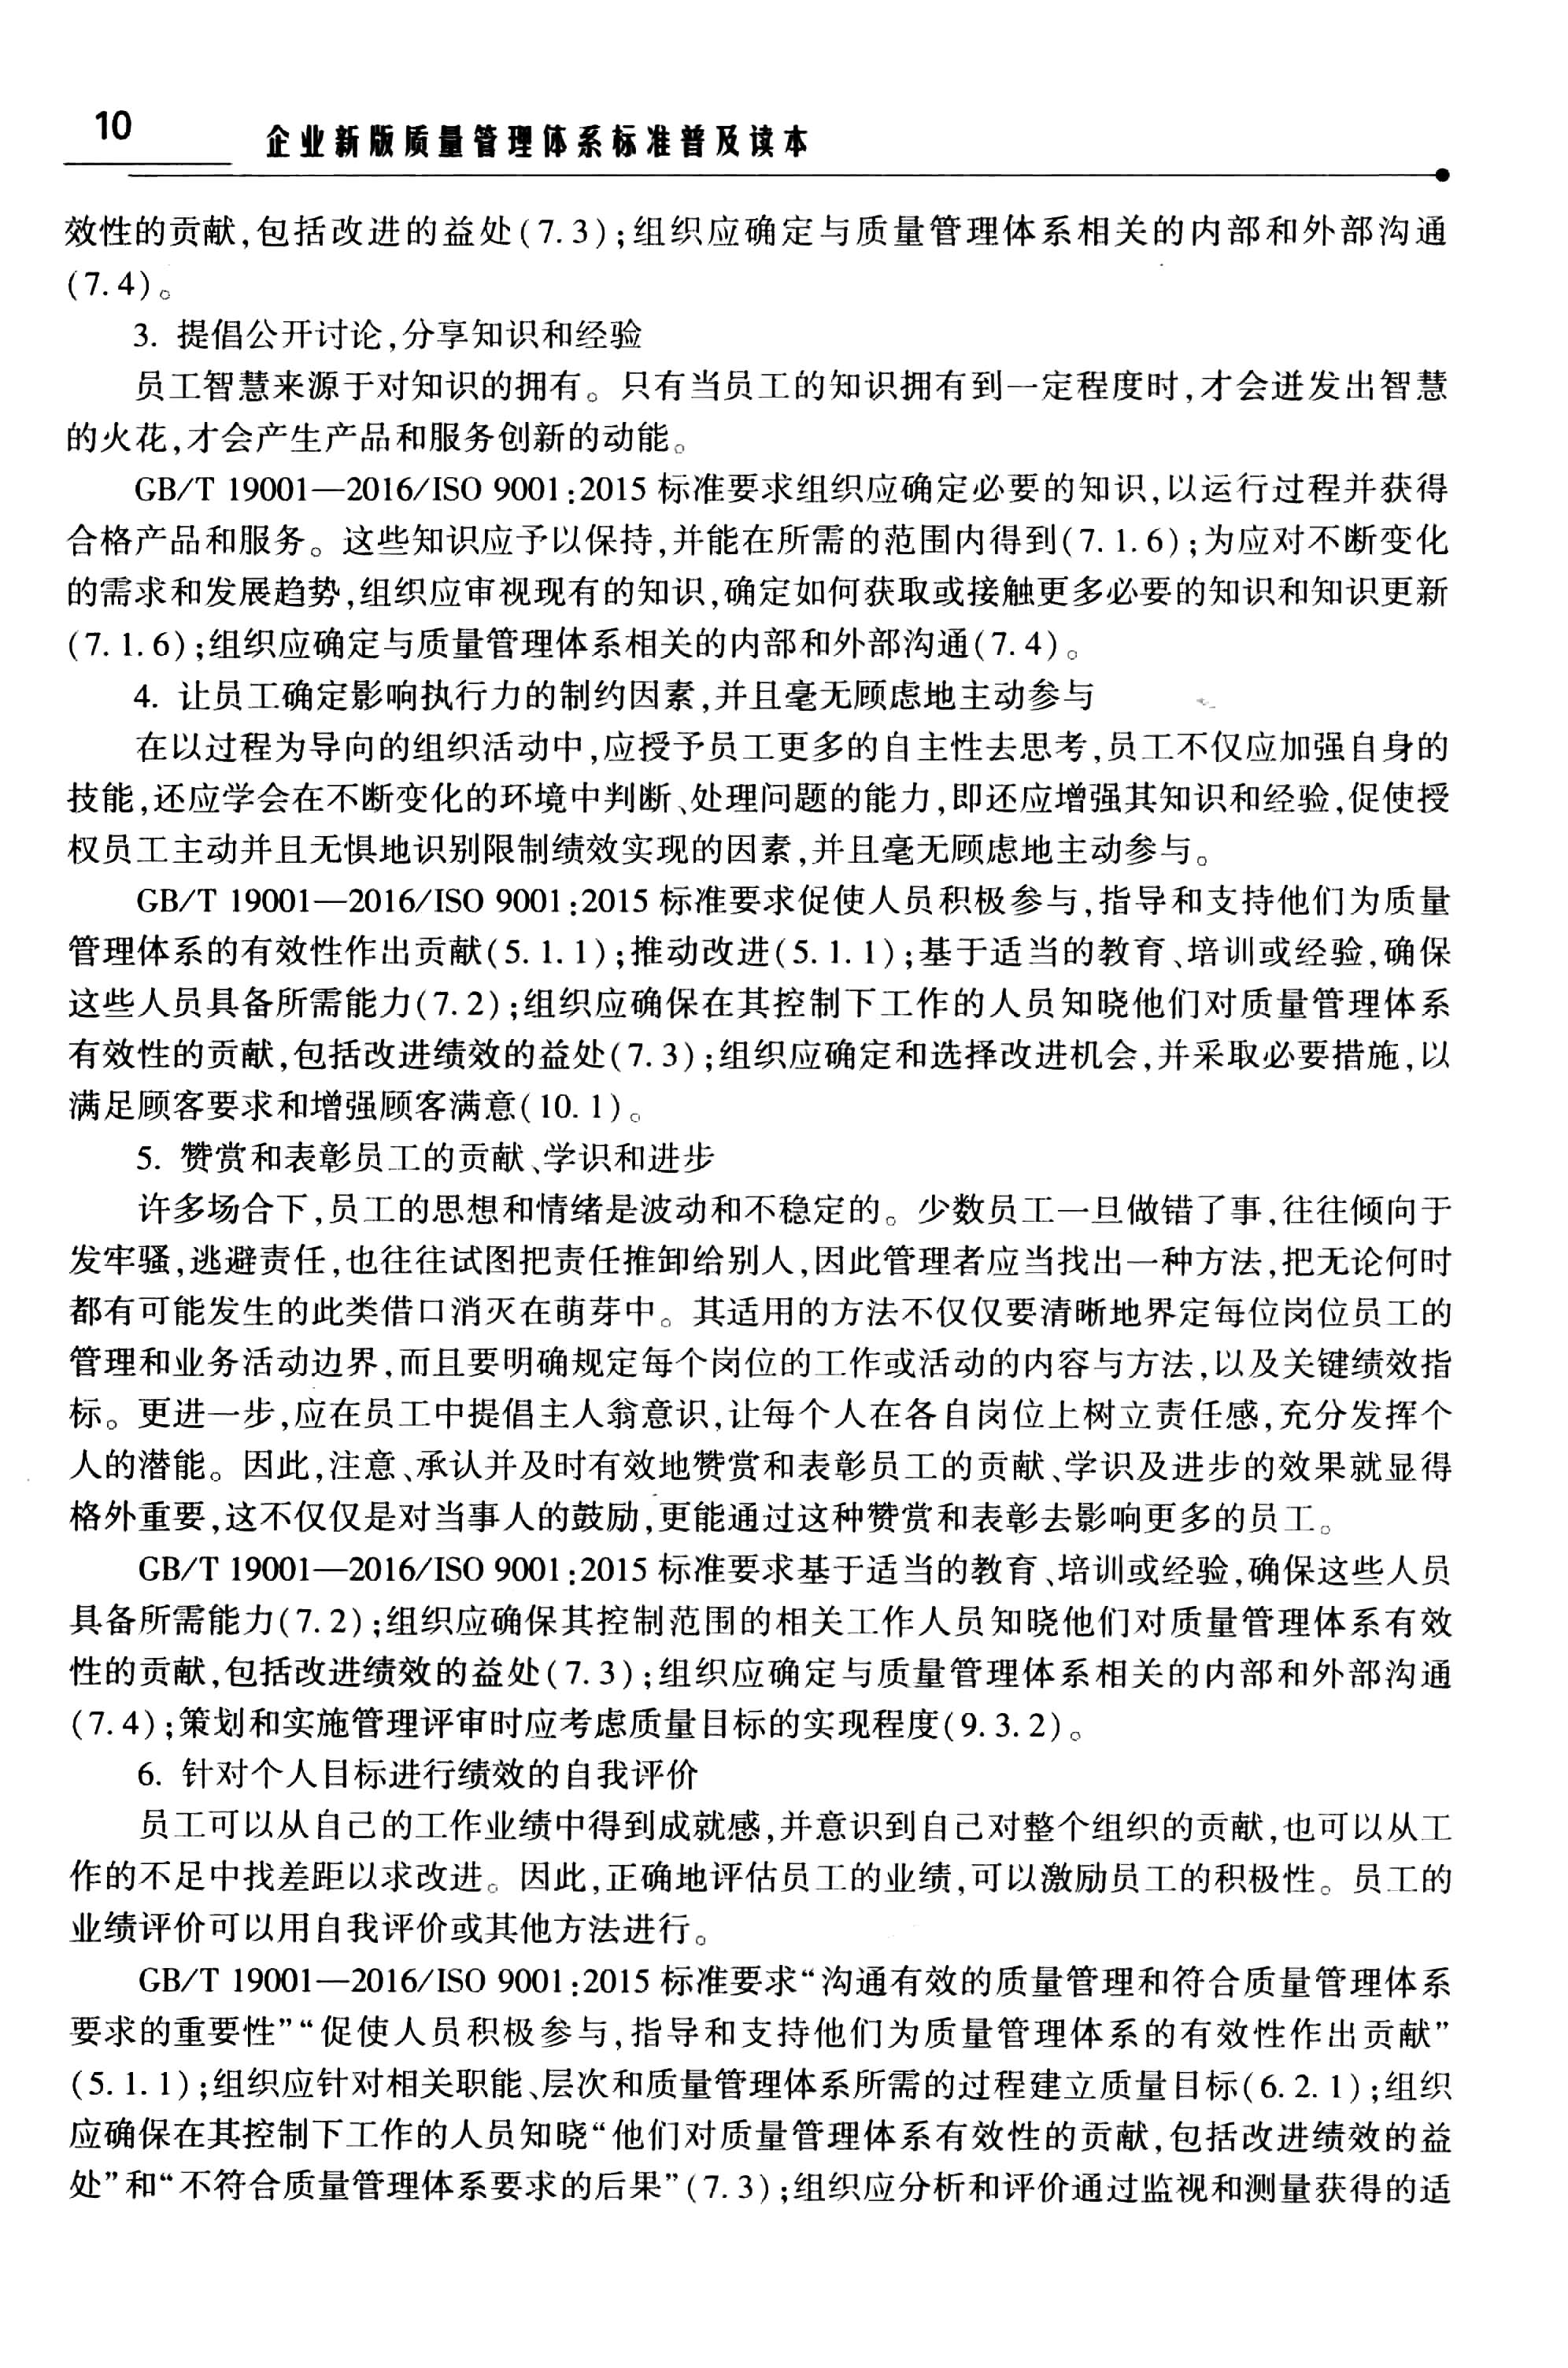 10
企业新版质量管理体系标准普及读本
效性的贡献,包括改进的益处(7.3);组织应确定与质量管理体系相关的内部和外部沟通
(7.4)。
3. 提倡公开讨论,分享知识和经验
员工智慧来源于对知识的拥有。只有当员工的知识拥有到一定程度时,才会迸发出智慧
的火花,才会产生产品和服务创新的动能。
GB/T 19001—2016/ISO 9001:2015 标准要求组织应确定必要的知识,以运行过程并获得
合格产品和服务。这些知识应予以保持,并能在所需的范围内得到(7.1.6);为应对不断变化
的需求和发展趋势,组织应审视现有的知识,确定如何获取或接触更多必要的知识和知识更新
(7.1.6);组织应确定与质量管理体系相关的内部和外部沟通(7.4)。
4. 让员工确定影响执行力的制约因素,并且毫无顾虑地主动参与
在以过程为导向的组织活动中,应授予员工更多的自主性去思考,员工不仅应加强自身的
技能,还应学会在不断变化的环境中判断、处理问题的能力,即还应增强其知识和经验,促使授
权员工主动并且无惧地识别限制绩效实现的因素,并且毫无顾虑地主动参与。
GB/T 19001—2016/ISO 9001:2015 标准要求促使人员积极参与,指导和支持他们为质量
管理体系的有效性作出贡献(5.1.1);推动改进(5.1.1);基于适当的教育、培训或经验,确保
这些人员具备所需能力(7.2);组织应确保在其控制下工作的人员知晓他们对质量管理体系
有效性的贡献,包括改进绩效的益处(7.3);组织应确定和选择改进机会,并采取必要措施,以
满足顾客要求和增强顾客满意(10.1)。
5. 赞赏和表彰员工的贡献、学识和进步
许多场合下,员工的思想和情绪是波动和不稳定的。少数员工一旦做错了事,往往倾向于
发牢骚,逃避责任,也往往试图把责任推卸给别人,因此管理者应当找出一种方法,把无论何时
都有可能发生的此类借口消灭在萌芽中。其适用的方法不仅仅要清晰地界定每位岗位员工的
管理和业务活动边界,而且要明确规定每个岗位的工作或活动的内容与方法,以及关键绩效指
标。更进一步,应在员工中提倡主人翁意识,让每个人在各自岗位上树立责任感,充分发挥个
人的潜能。因此,注意、承认并及时有效地赞赏和表彰员工的贡献、学识及进步的效果就显得
格外重要,这不仅仅是对当事人的鼓励,更能通过这种赞赏和表彰去影响更多的员工。
GB/T 19001—2016/ISO 9001:2015 标准要求基于适当的教育、培训或经验,确保这些人员
具备所需能力(7.2);组织应确保其控制范围的相关工作人员知晓他们对质量管理体系有效
性的贡献,包括改进绩效的益处(7.3);组织应确定与质量管理体系相关的内部和外部沟通
(7.4);策划和实施管理评审时应考虑质量目标的实现程度(9.3.2)。
6. 针对个人目标进行绩效的自我评价
员工可以从自己的工作业绩中得到成就感,并意识到自己对整个组织的贡献,也可以从工
作的不足中找差距以求改进。因此,正确地评估员工的业绩,可以激励员工的积极性。员工的
业绩评价可以用自我评价或其他方法进行。
GB/T 19001—2016/ISO 9001:2015 标准要求“沟通有效的质量管理和符合质量管理体系
要求的重要性”“促使人员积极参与,指导和支持他们为质量管理体系的有效性作出贡献”
(5.1.1);组织应针对相关职能、层次和质量管理体系所需的过程建立质量目标(6.2.1);组织
应确保在其控制下工作的人员知晓“他们对质量管理体系有效性的贡献,包括改进绩效的益
处”和“不符合质量管理体系要求的后果”(7.3);组织应分析和评价通过监视和测量获得的适